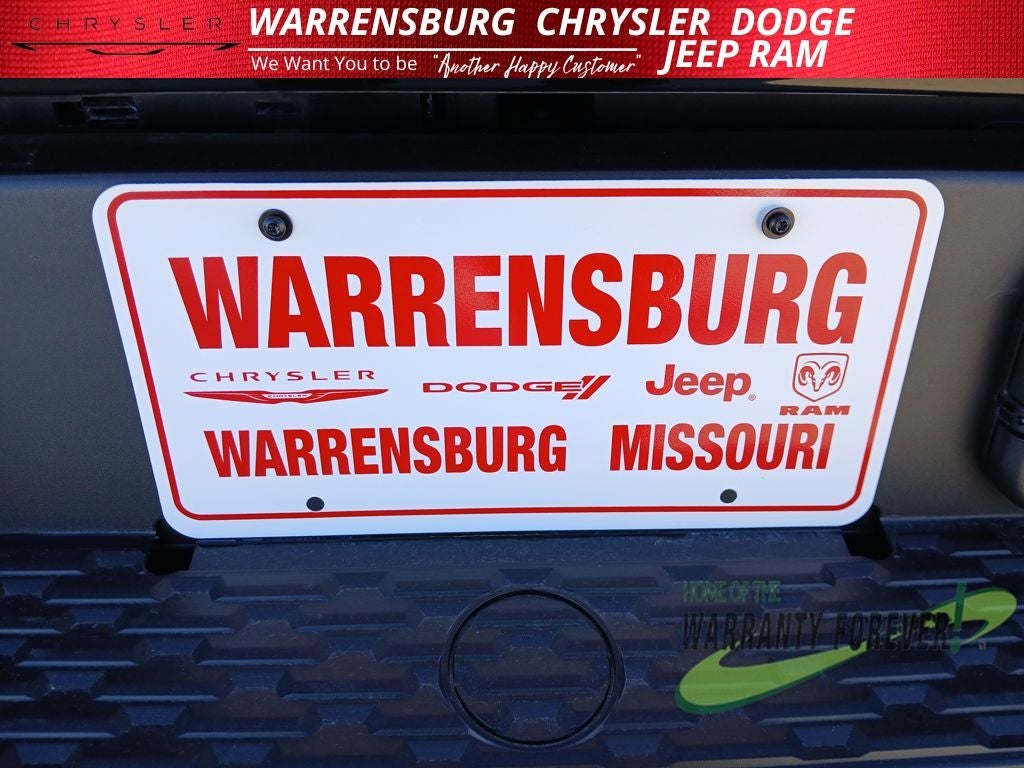 CHRYSLER
WARRENSBURG CHRYSLER DODGE
JEEP RAM
We Want You to be "Another Happy Customer"
WARRENSBURG
CHRYSLER
CHRYSLER
DODGE
Jeep®
RAM
WARRENSBURG MISSOURI
HOME OF THE
WARRANTY FOREVER!